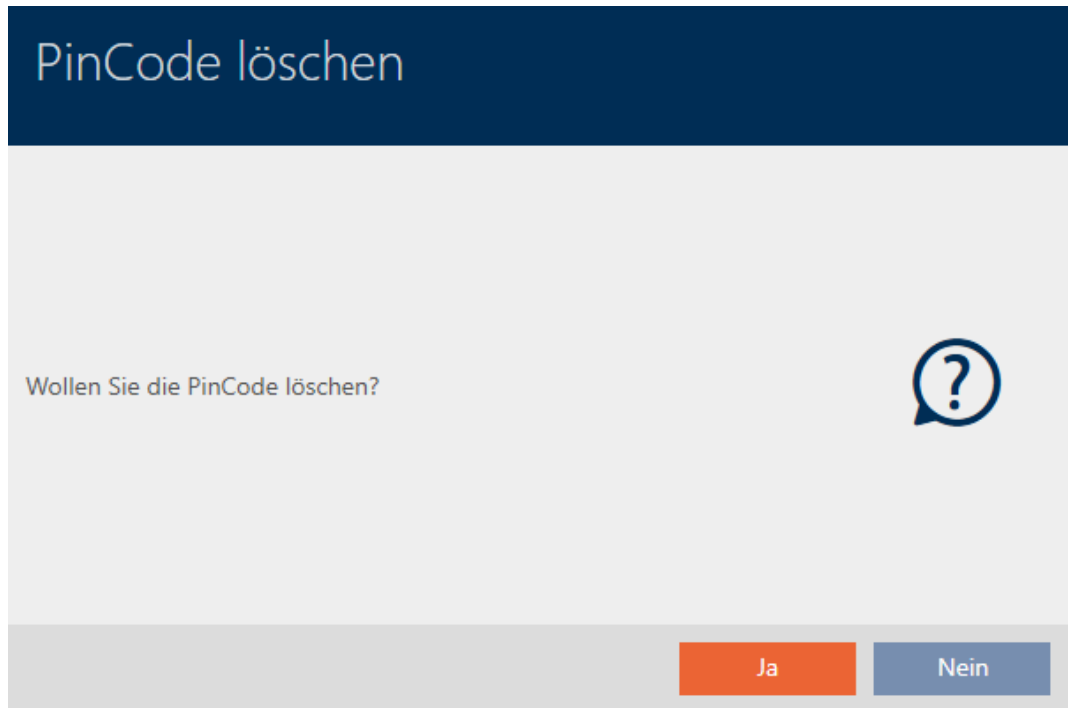 PinCode löschen
Wollen Sie die PinCode löschen?
?
Ja
Nein